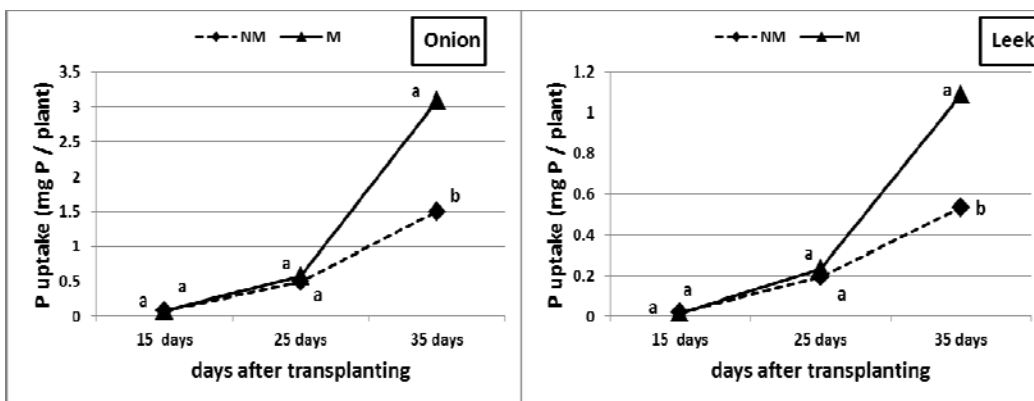 NM M
Onion
P uptake (mg P / plant)
3.5
3
2.5
2
1.5
1
0.5
0
a
a
a
a
a
b
15 days 25 days 35 days
days after transplanting
NM M
Leek
P uptake (mg P / plant)
1.2
1
0.8
0.6
0.4
0.2
0
a
a
a
a
a
b
15 days 25 days 35 days
days after transplanting